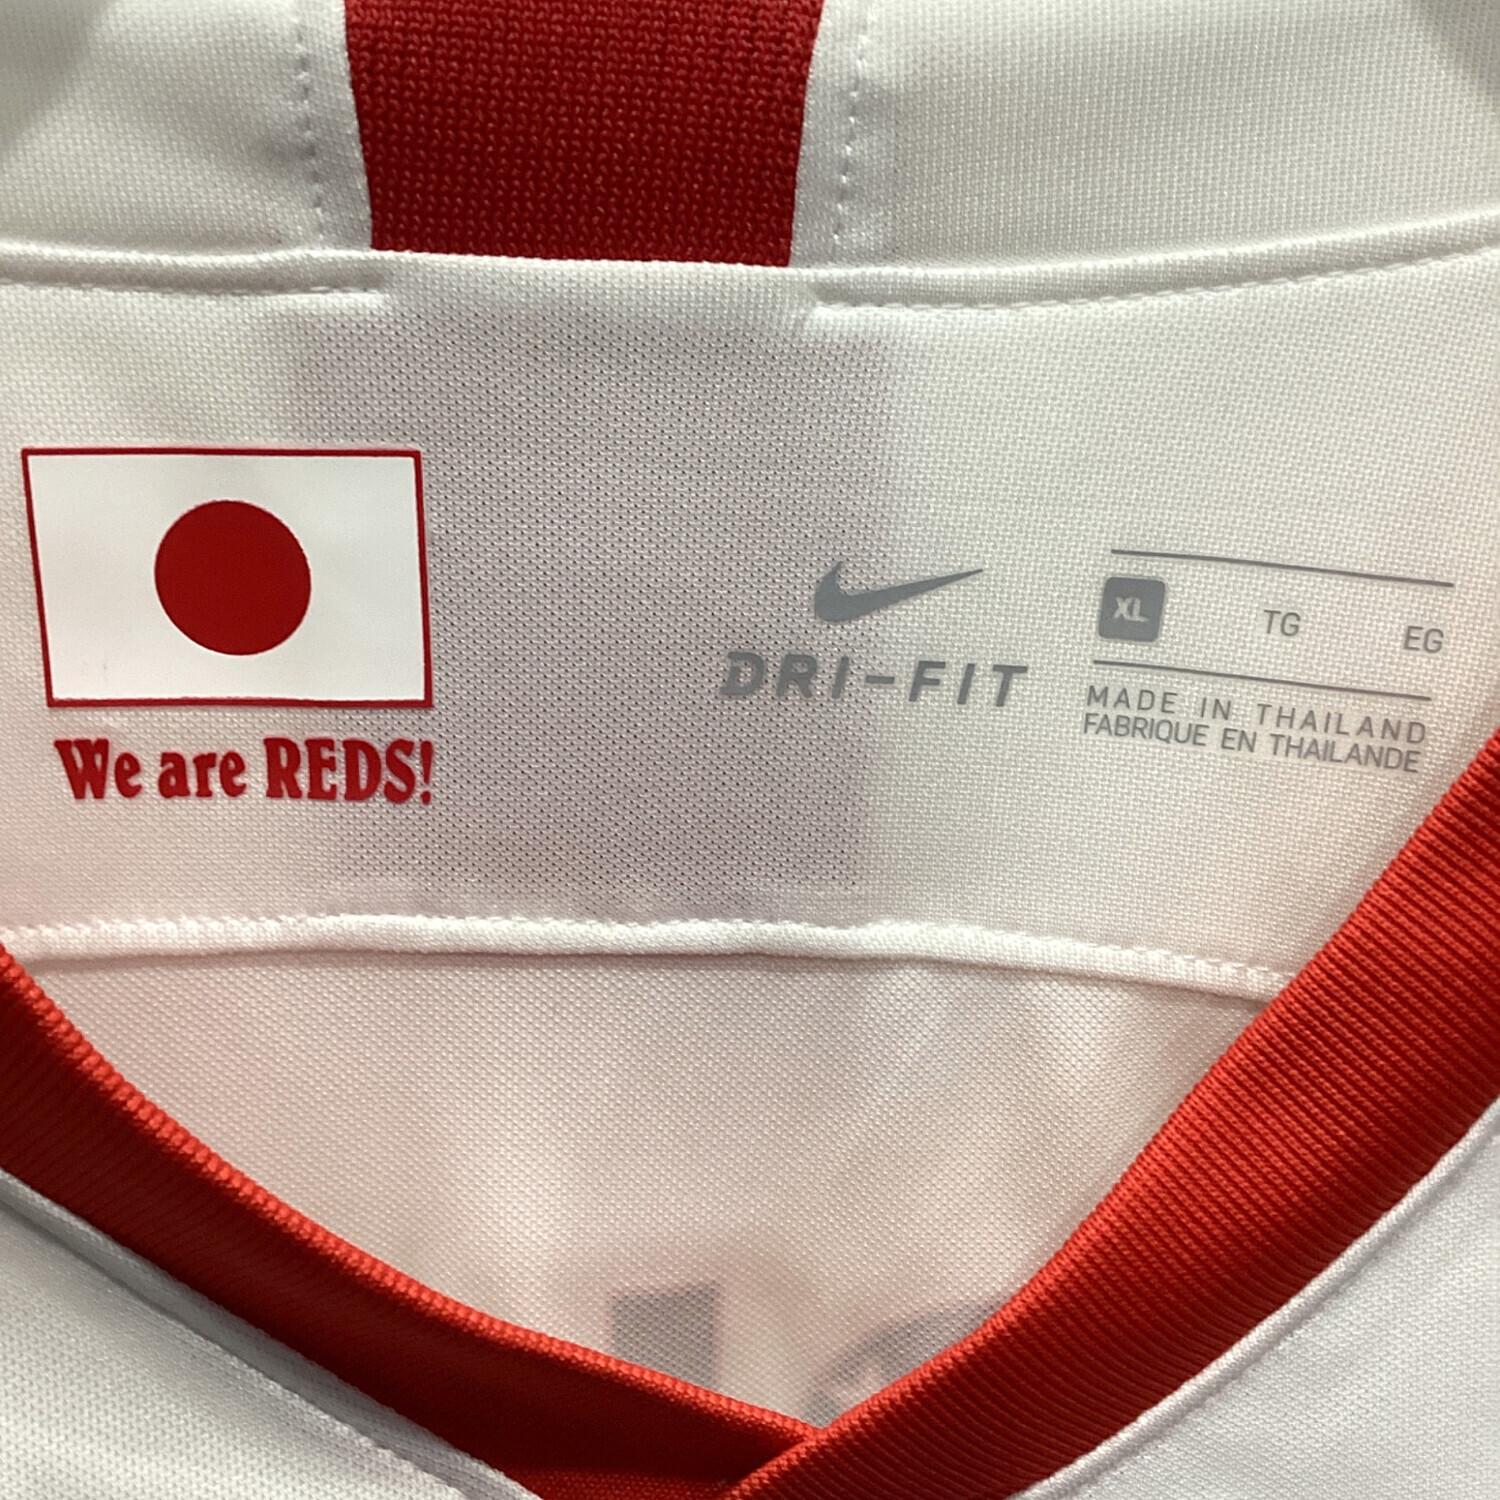 We are REDS!
DRI-FIT
XL TG EG
MADE IN THAILAND
FABRIQUE EN THAILANDE